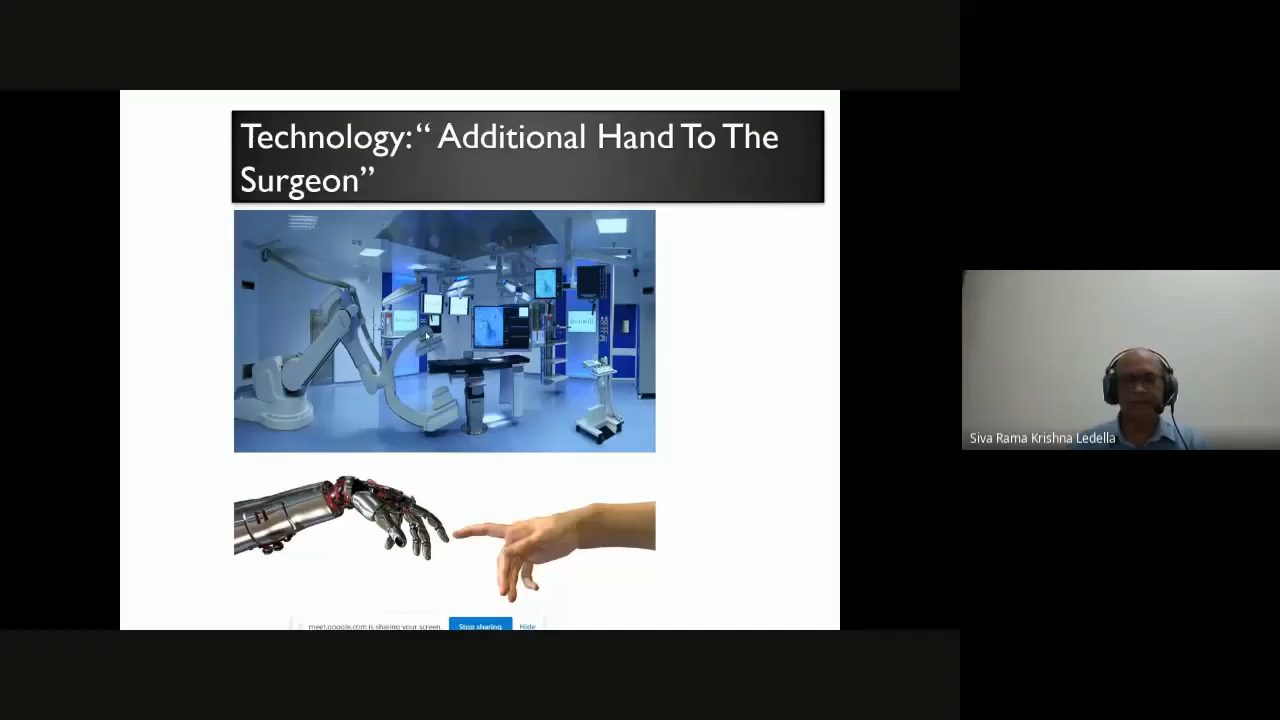 Technology: “ Additional Hand To The
Surgeon”
meet.google.com is sharing your screen.
Stop sharing
Hide
Siva Rama Krishna Ledella